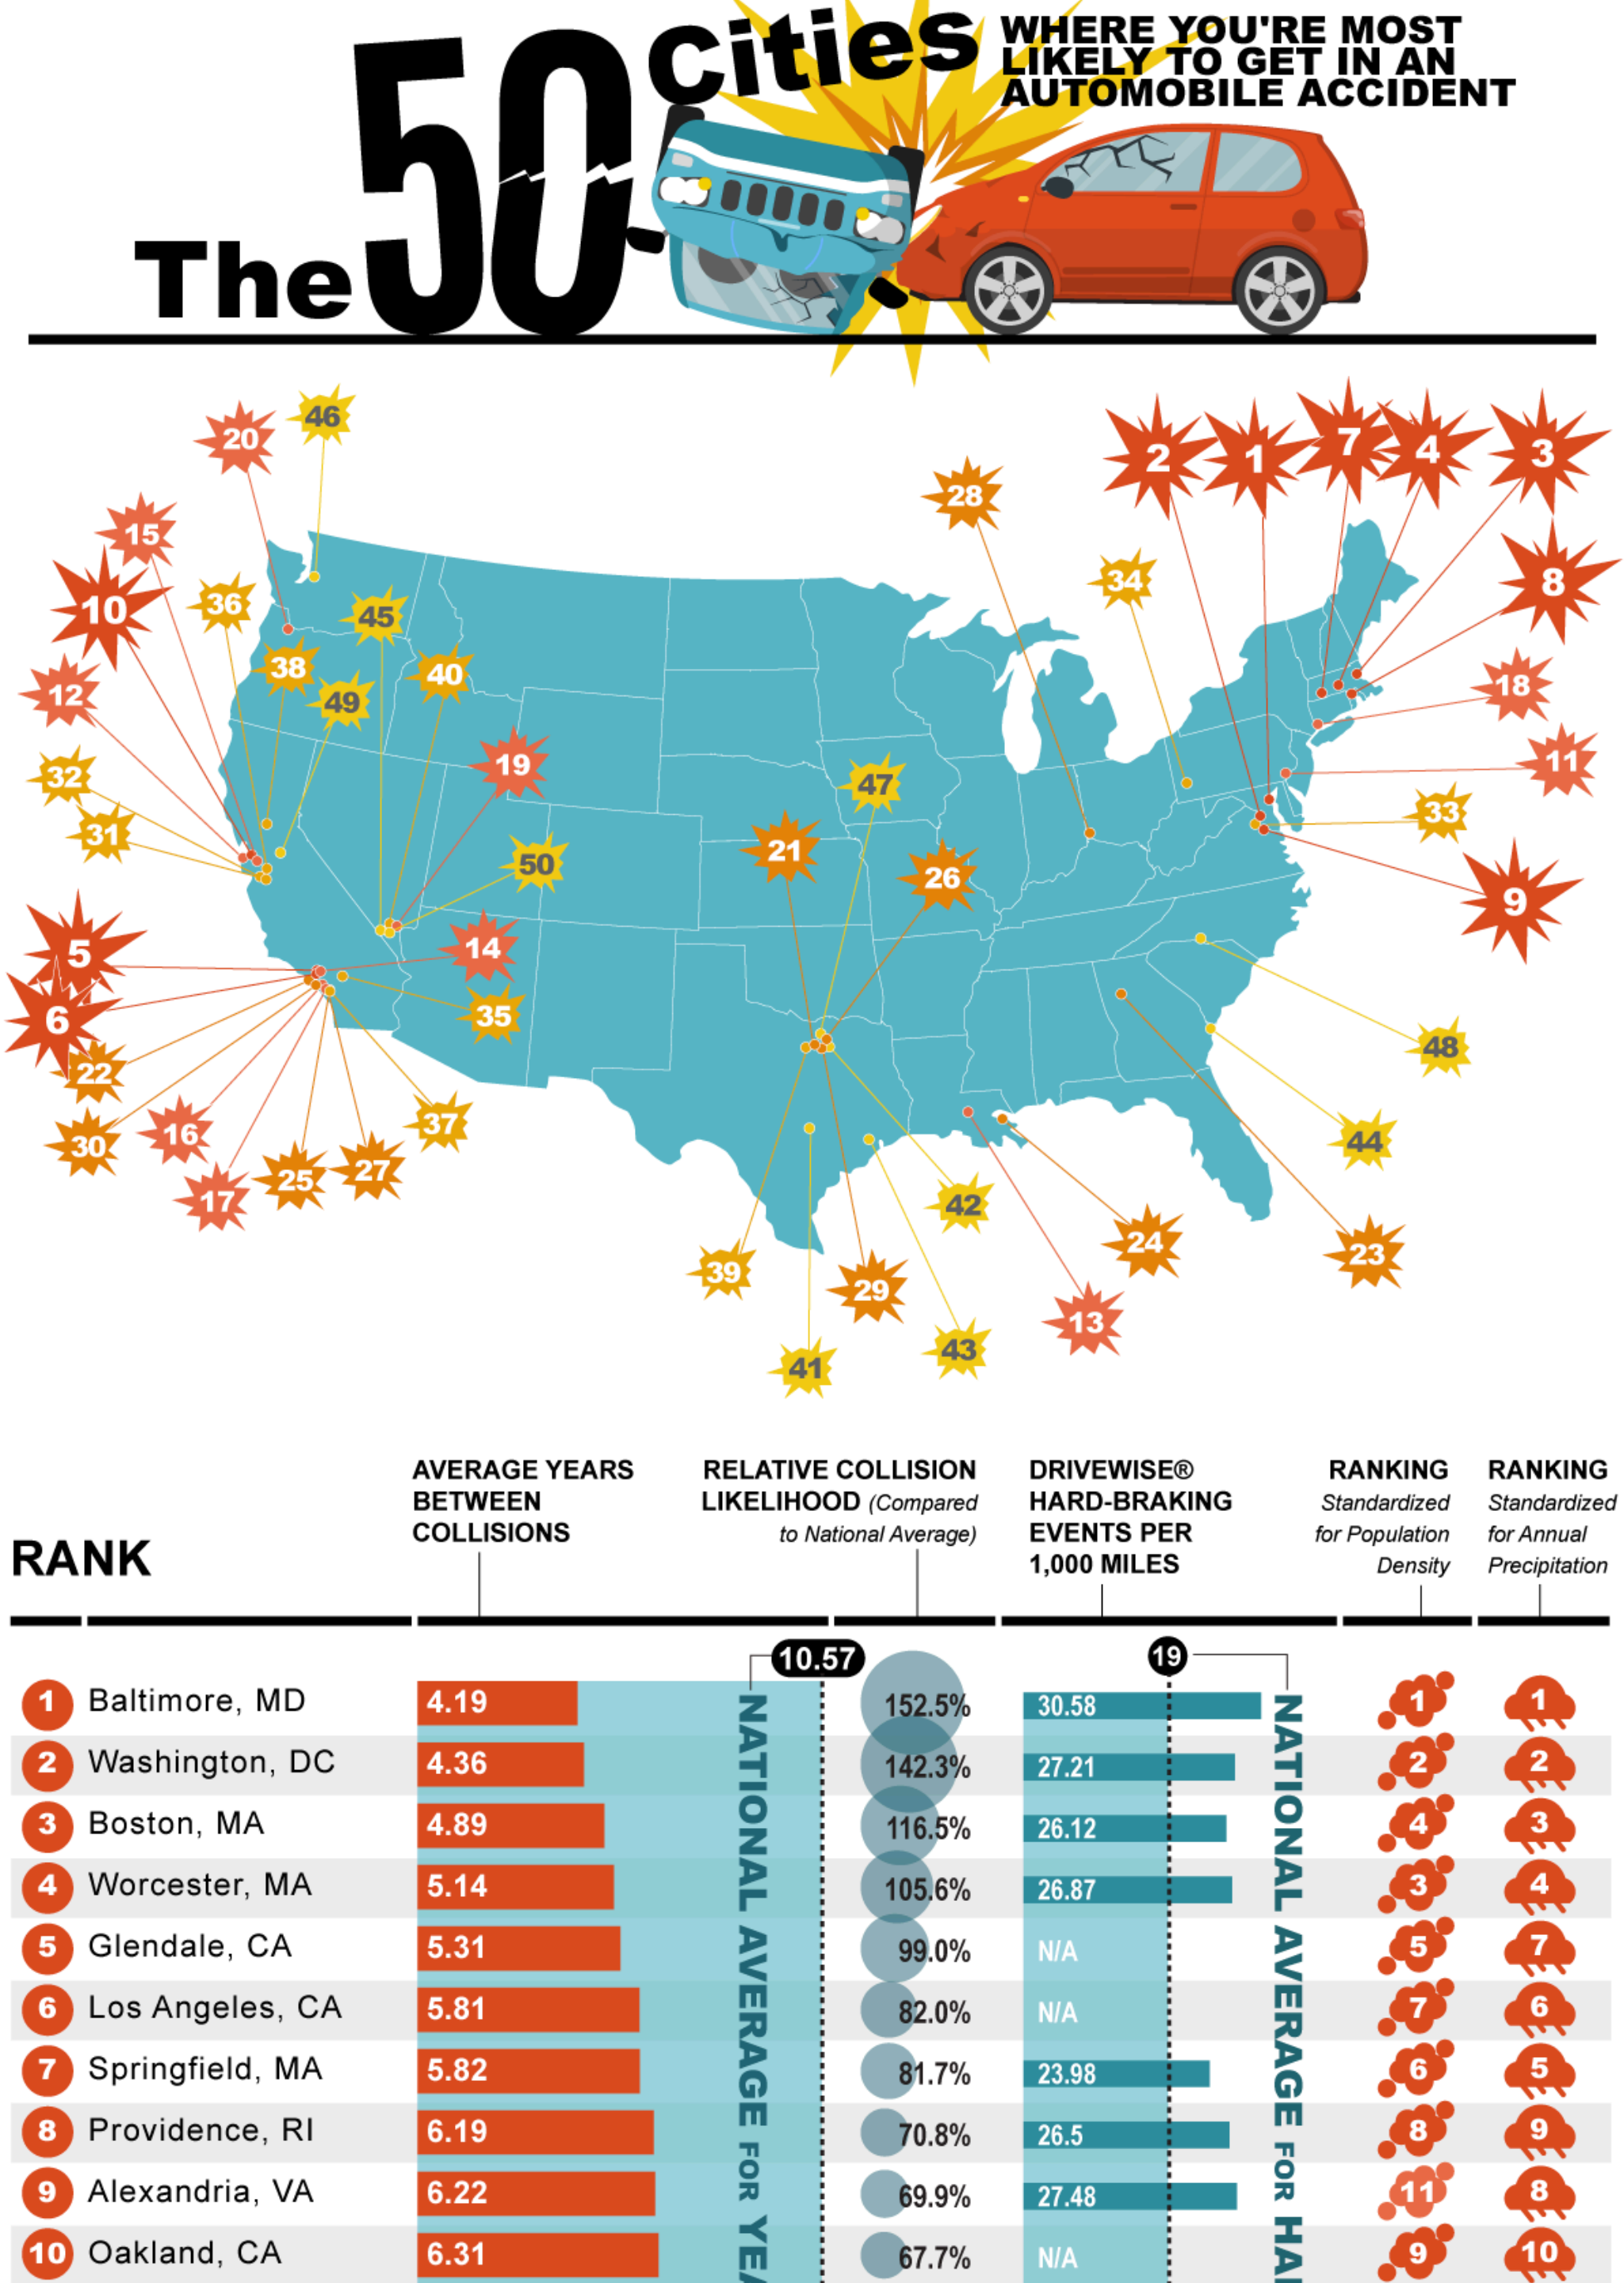 The 50 cities
WHERE YOU'RE MOST
LIKELY TO GET IN AN
AUTOMOBILE ACCIDENT
46
20
2
1
7
4
3
28
15
34
8
10
36
45
38
40
18
12
49
19
11
32
47
33
31
21
50
26
9
5
14
6
35
48
22
37
16
44
30
27
25
17
42
24
23
39
29
13
43
41
RANK
AVERAGE YEARS
BETWEEN
COLLISIONS
RELATIVE COLLISION
LIKELIHOOD (Compared
to National Average)
DRIVEWISE®
HARD-BRAKING
EVENTS PER
1,000 MILES
RANKING
Standardized
for Population
Density
RANKING
Standardized
for Annual
Precipitation
10.57
19
1 Baltimore, MD 4.19 152.5% 30.58 1 1
2 Washington, DC 4.36 142.3% 27.21 2 2
3 Boston, MA 4.89 116.5% 26.12 4 3
4 Worcester, MA 5.14 105.6% 26.87 3 4
5 Glendale, CA 5.31 99.0% N/A 5 7
6 Los Angeles, CA 5.81 82.0% N/A 7 6
7 Springfield, MA 5.82 81.7% 23.98 6 5
8 Providence, RI 6.19 70.8% 26.5 8 9
9 Alexandria, VA 6.22 69.9% 27.48 11 8
10 Oakland, CA 6.31 67.7% N/A 9 10
NATIONAL AVERAGE FOR
NATIONAL AVERAGE FOR